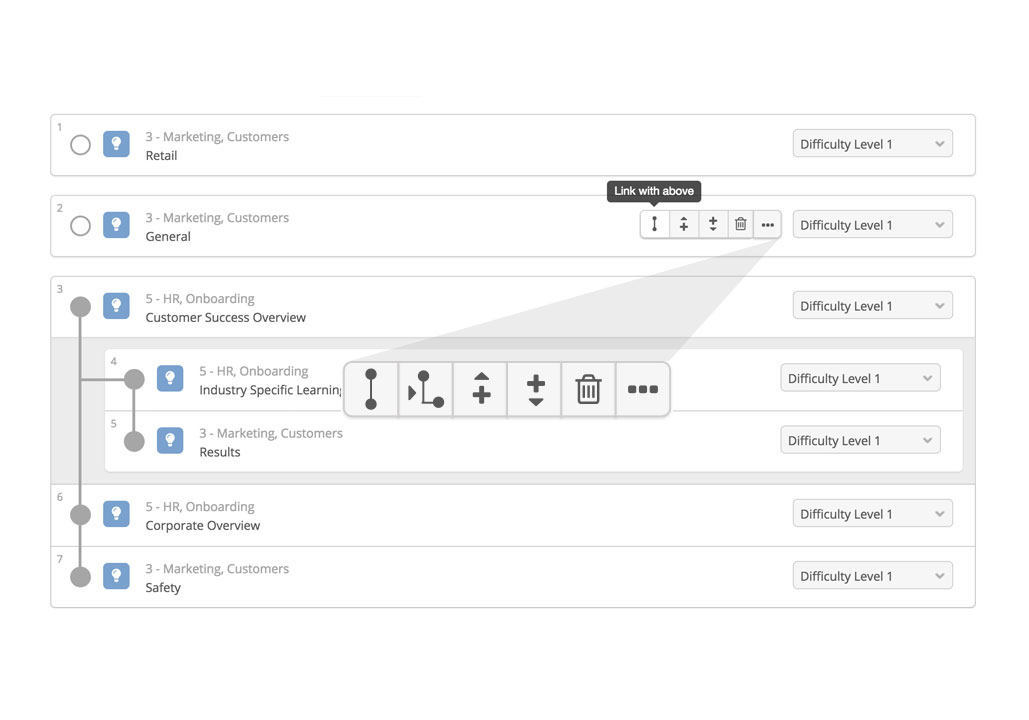 1
3 - Marketing, Customers
Retail
Difficulty Level 1
Link with above
2
3 - Marketing, Customers
General
Difficulty Level 1
3
5 - HR, Onboarding
Customer Success Overview
Difficulty Level 1
4
5 - HR, Onboarding
Industry Specific Learning
Difficulty Level 1
5
3 - Marketing, Customers
Results
Difficulty Level 1
6
5 - HR, Onboarding
Corporate Overview
Difficulty Level 1
7
3 - Marketing, Customers
Safety
Difficulty Level 1